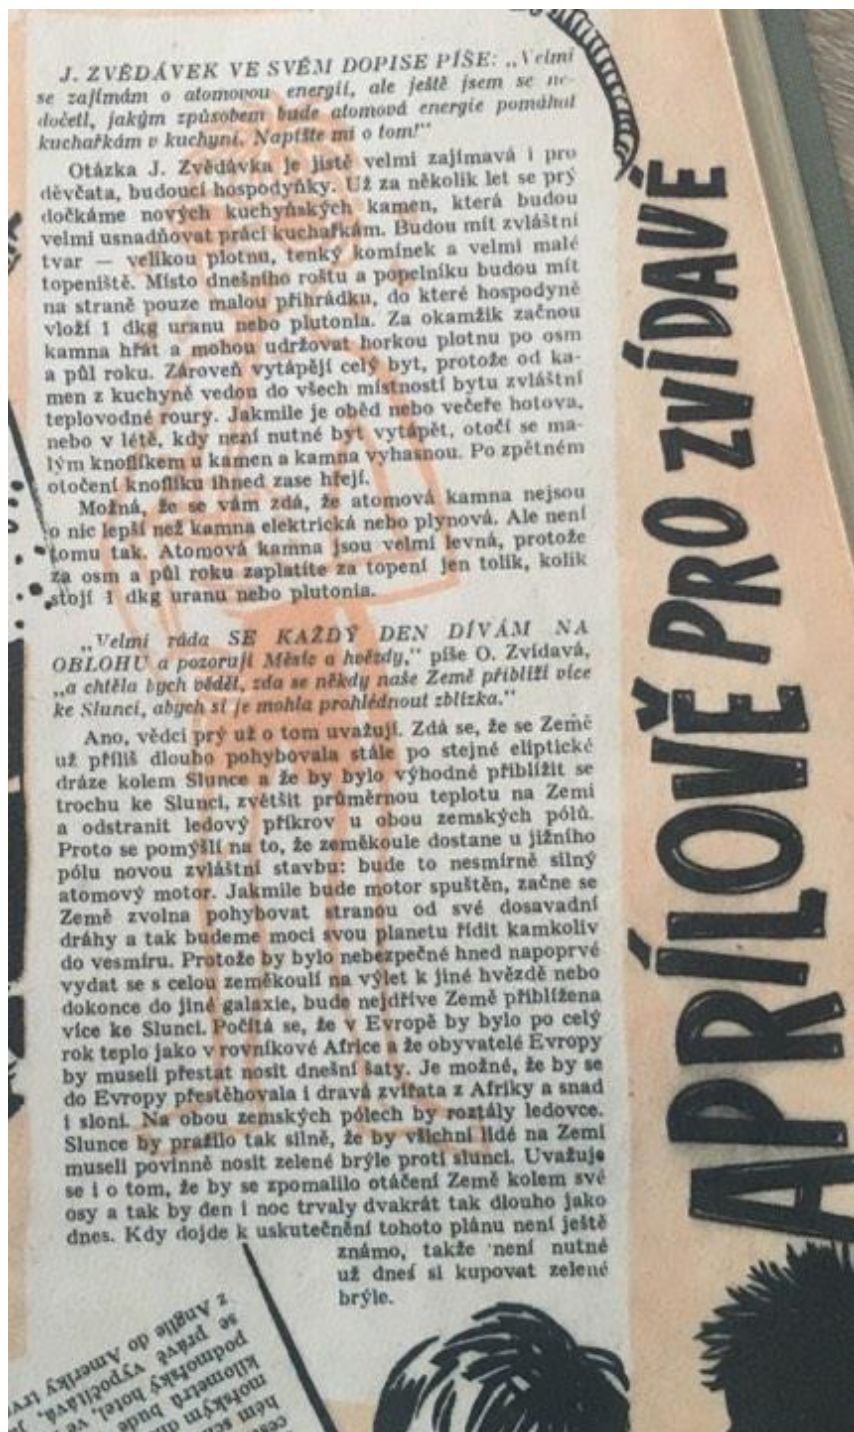 J. ZVĚDÁVEK VE SVÉM DOPISE PÍŠE: „Velmi
se zajímám o atomovou energii, ale ještě jsem se ne-
dočetl, jakým způsobem bude atomová energie pomáhat
kuchařkám v kuchyni. Napište mi o tom!“
Otázka J. Zvědávka je jistě velmi zajímavá i pro
děvčata, budoucí hospodyňky. Už za několik let se prý
dočkáme nových kuchyňských kamen, která budou
velmi usnadňovat práci kuchařkám. Budou mít zvláštní
tvar — velikou plotnu, tenký komínek a velmi malé
topeniště. Místo dnešního roštu a popelníku budou mít
na straně pouze malou přihrádku, do které hospodyně
vloží 1 dkg uranu nebo plutonia. Za okamžik začnou
kamna hřát a mohou udržovat horkou plotnu po osm
a půl roku. Zároveň vytápějí celý byt, protože od ka-
men z kuchyně vedou do všech místností bytu zvláštní
teplovodné roury. Jakmile je oběd nebo večeře hotova,
nebo v létě, kdy není nutné byt vytápět, otočí se ma-
lým knoflíkem u kamen a kamna vyhasnou. Po zpětném
otočení knoflíku ihned zase hřejí.
Možná, že se vám zdá, že atomová kamna nejsou
o nic lepší než kamna elektrická nebo plynová. Ale není
tomu tak. Atomová kamna jsou velmi levná, protože
za osm a půl roku zaplatíte za topení jen tolik, kolik
stojí 1 dkg uranu nebo plutonia.
„Velmi ráda SE KAŽDÝ DEN DÍVÁM NA
OBLOHU a pozoruji Měsíc a hvězdy,“ píše O. Zvídavá,
„a chtěla bych vědět, zda se někdy naše Země přiblíží více
ke Slunci, abych si je mohla prohlédnout zblízka.“
Ano, vědci prý už o tom uvažují. Zdá se, že se Země
už příliš dlouho pohybovala stále po stejné eliptické
dráze kolem Slunce a že by bylo výhodné přiblížit se
trochu ke Slunci, zvětšit průměrnou teplotu na Zemi
a odstranit ledový příkrov u obou zemských pólů.
Proto se pomýšlí na to, že zeměkoule dostane u jižního
pólu novou zvláštní stavbu: bude to nesmírně silný
atomový motor. Jakmile bude motor spuštěn, začne se
Země zvolna pohybovat stranou od své dosavadní
dráhy a tak budeme moci svou planetu řídit kamkoliv
do vesmíru. Protože by bylo nebezpečné hned napoprvé
vydat se s celou zeměkoulí na výlet k jiné hvězdě nebo
dokonce do jiné galaxie, bude nejdříve Země přiblížena
více ke Slunci. Počítá se, že v Evropě by bylo po celý
rok teplo jako v rovníkové Africe a že obyvatelé Evropy
by museli přestat nosit dnešní šaty. Je možné, že by se
do Evropy přestěhovala i dravá zvířata z Afriky a snad
i sloni. Na obou zemských pólech by roztály ledovce.
Slunce by pražilo tak silně, že by všichni lidé na Zemi
museli povinně nosit zelené brýle proti slunci. Uvažuje
se i o tom, že by se zpomalilo otáčení Země kolem své
osy a tak by den i noc trvaly dvakrát tak dlouho jako
dnes. Kdy dojde k uskutečnění tohoto plánu není ještě
známo, takže není nutné
už dnes si kupovat zelené
brýle.
APRÍLOVĚ PRO ZVÍDAVÉ
mořským
kilometrů bude
podmořský hotel, ve
se právě vypočítává,
z Anglie do Ameriky